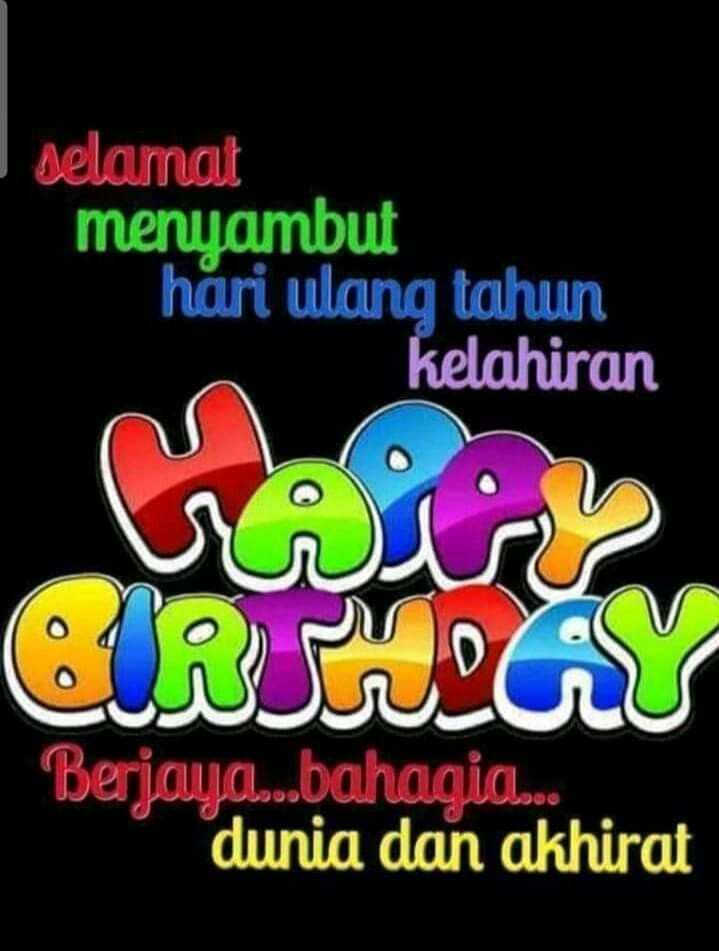 selamat
menyambut
hari ulang tahun
kelahiran
HAPPY
BIRTHDAY
Berjaya...bahagia...
dunia dan akhirat